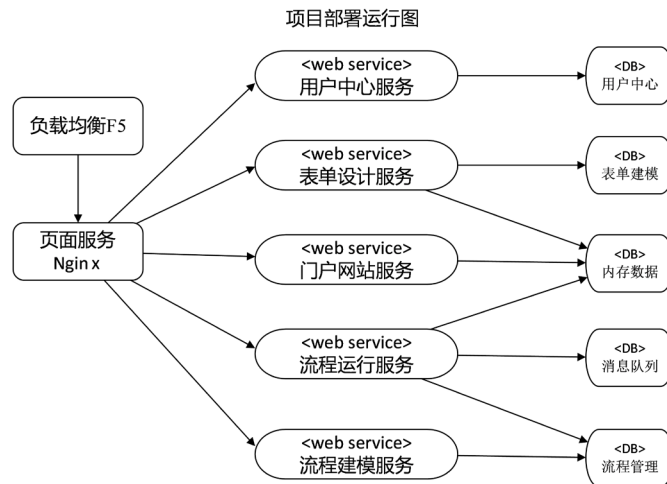 项目部署运行图
<web service>
用户中心服务
<DB>
用户中心
负载均衡F5
<web service>
表单设计服务
<DB>
表单建模
页面服务
Nginx
<web service>
门户网站服务
<DB>
内存数据
<web service>
流程运行服务
<DB>
消息队列
<web service>
流程建模服务
<DB>
流程管理